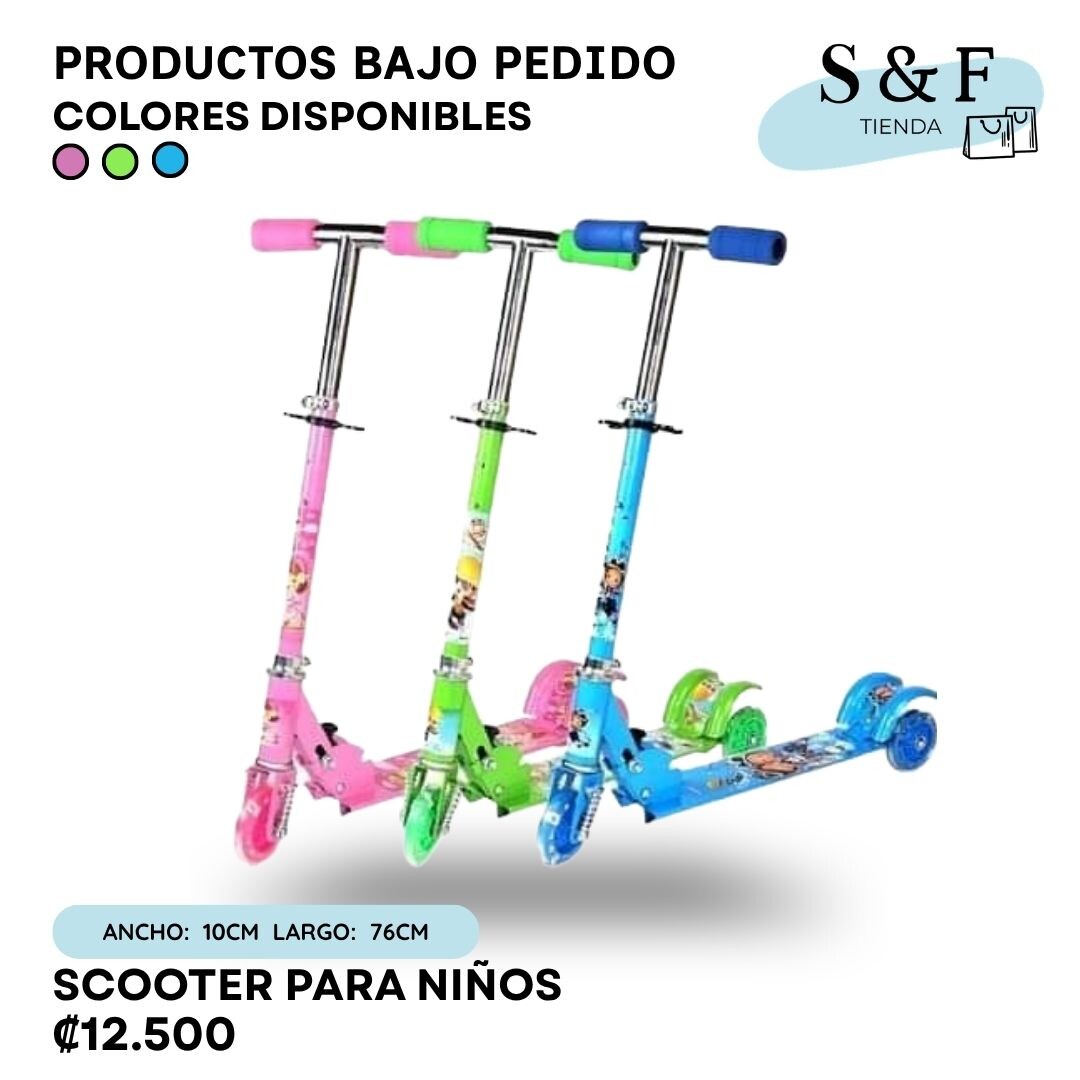 PRODUCTOS BAJO PEDIDO
COLORES DISPONIBLES
S & F
TIENDA
ANCHO: 10CM LARGO: 76CM
SCOOTER PARA NIÑOS
₡12.500